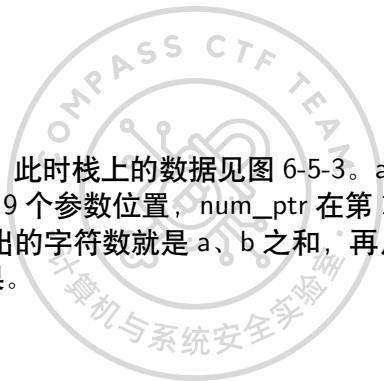 COMPASS CTF TEAM
此时栈上的数据见图 6-5-3。a
9 个参数位置，num_ptr 在第
出的字符数就是 a、b 之和，再
。
计算机与系统安全实验室